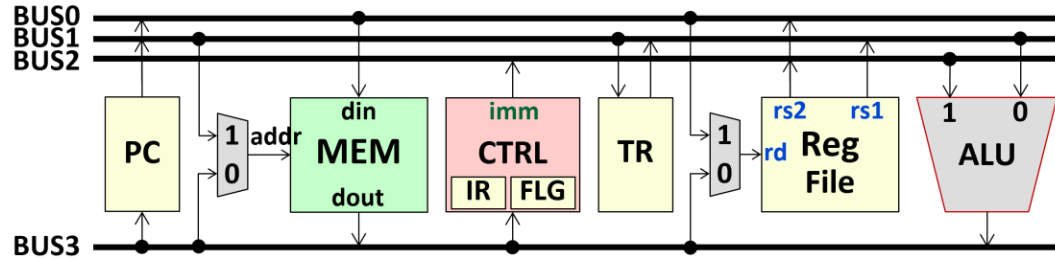 BUS0
BUS1
BUS2
din imm rs2 rs1 1 0
PC 1 addr MEM CTRL TR 1 rd Reg ALU
0 0 File
dout IR FLG
BUS3